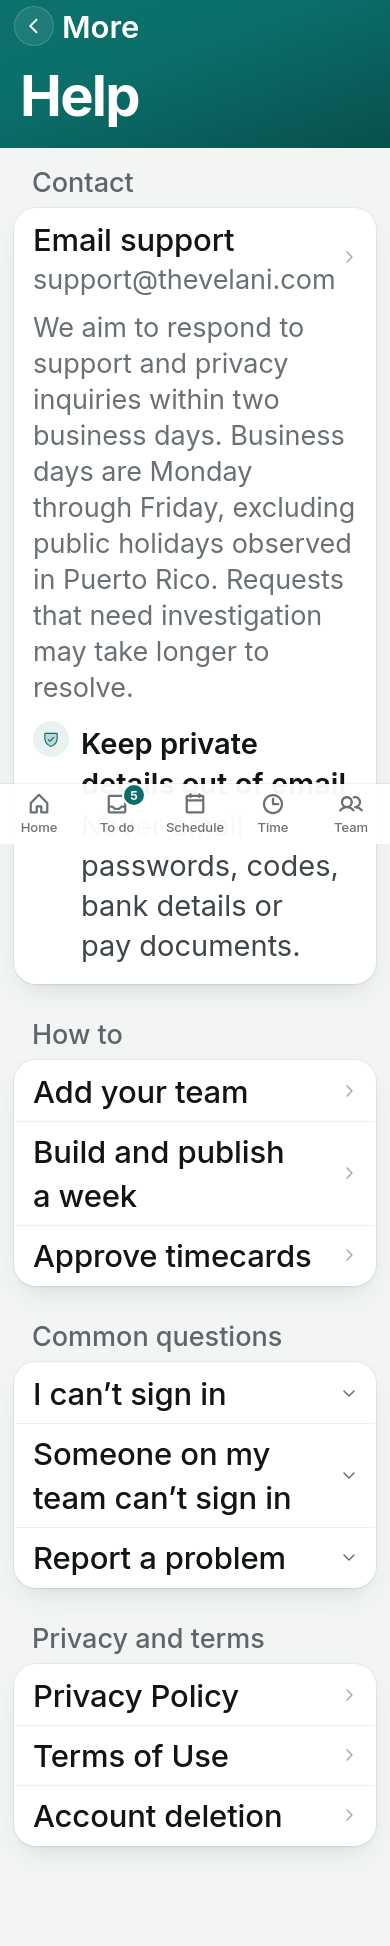 More
Help
Contact
Email support
support@thevelani.com
We aim to respond to
support and privacy
inquiries within two
business days. Business
days are Monday
through Friday, excluding
public holidays observed
in Puerto Rico. Requests
that need investigation
may take longer to
resolve.
Keep private
details out of email
5
Home
To do
Schedule
Time
Team
passwords, codes,
bank details or
pay documents.
How to
Add your team
Build and publish
a week
Approve timecards
Common questions
I can’t sign in
Someone on my
team can’t sign in
Report a problem
Privacy and terms
Privacy Policy
Terms of Use
Account deletion